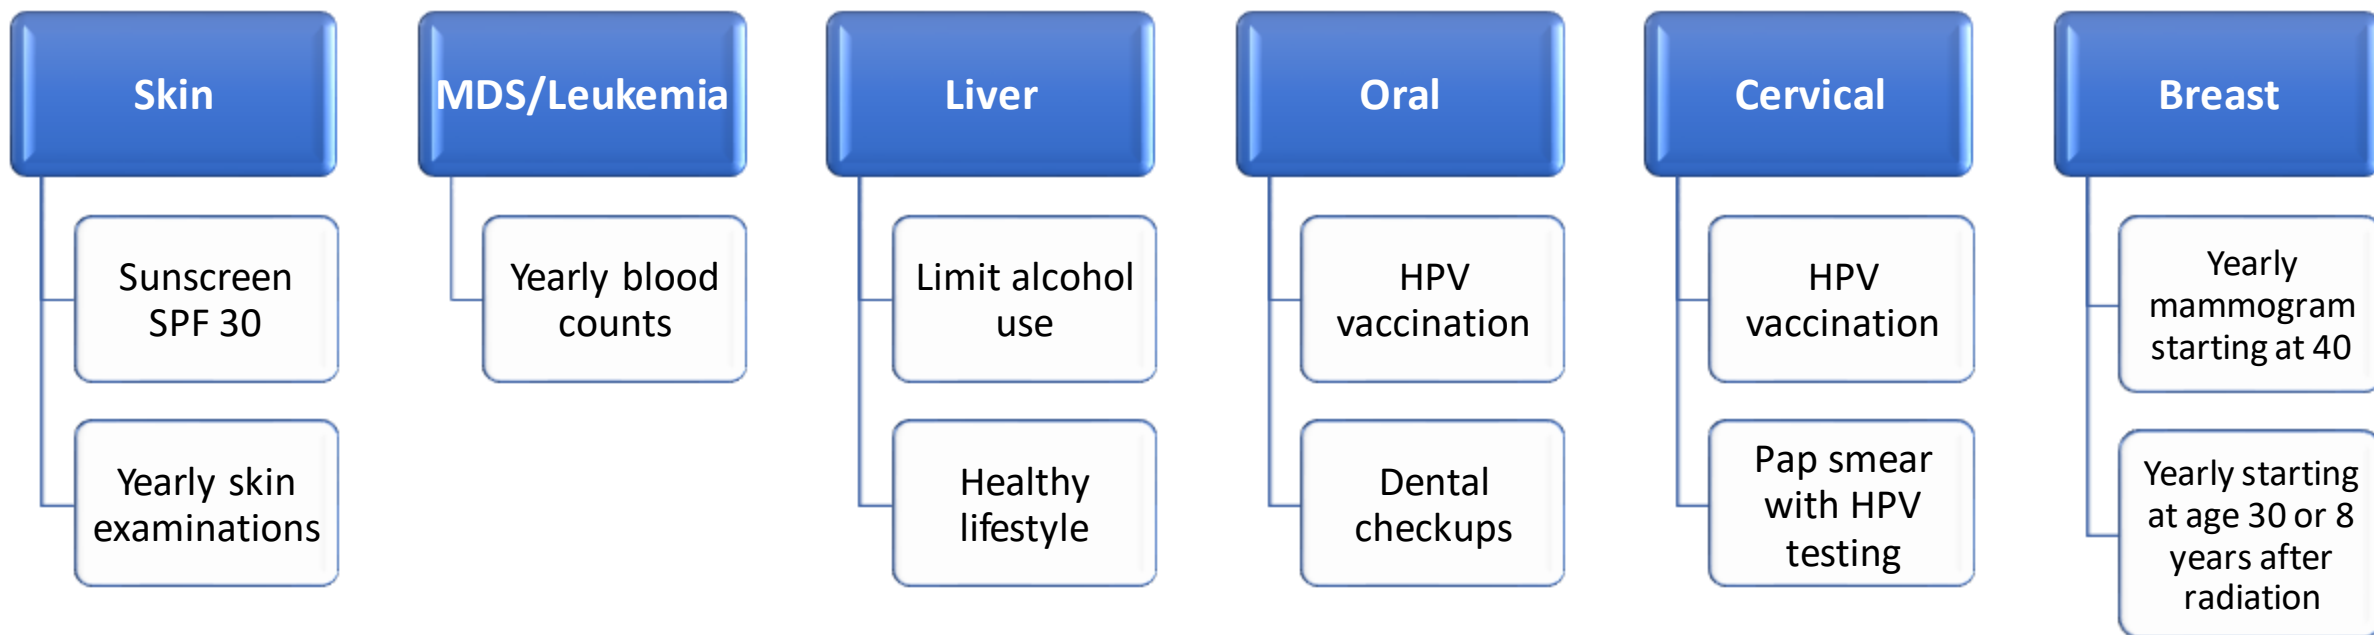 Skin
Sunscreen
SPF 30
Yearly skin
examinations
MDS/Leukemia
Yearly blood
counts
Liver
Limit alcohol
use
Healthy
lifestyle
Oral
HPV
vaccination
Dental
checkups
Cervical
HPV
vaccination
Pap smear
with HPV
testing
Breast
Yearly
mammogram
starting at 40
Yearly starting
at age 30 or 8
years after
radiation